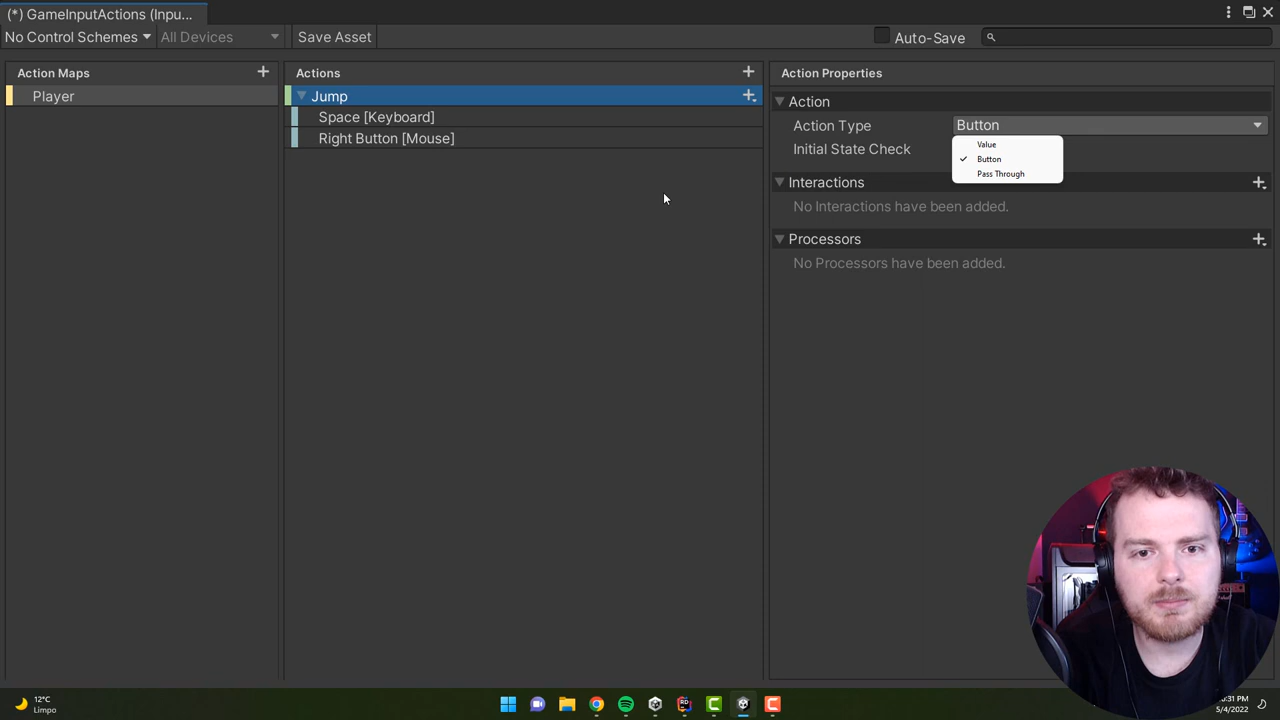 (*) GameInputActions (Inpu...
No Control Schemes
All Devices
Save Asset
Auto-Save
Action Maps
Actions
Action Properties
Player
Jump
Space [Keyboard]
Right Button [Mouse]
Action
Action Type
Button
Initial State Check
Value
Button
Pass Through
Interactions
No Interactions have been added.
Processors
No Processors have been added.
12°C
Limpo
5/4/2022